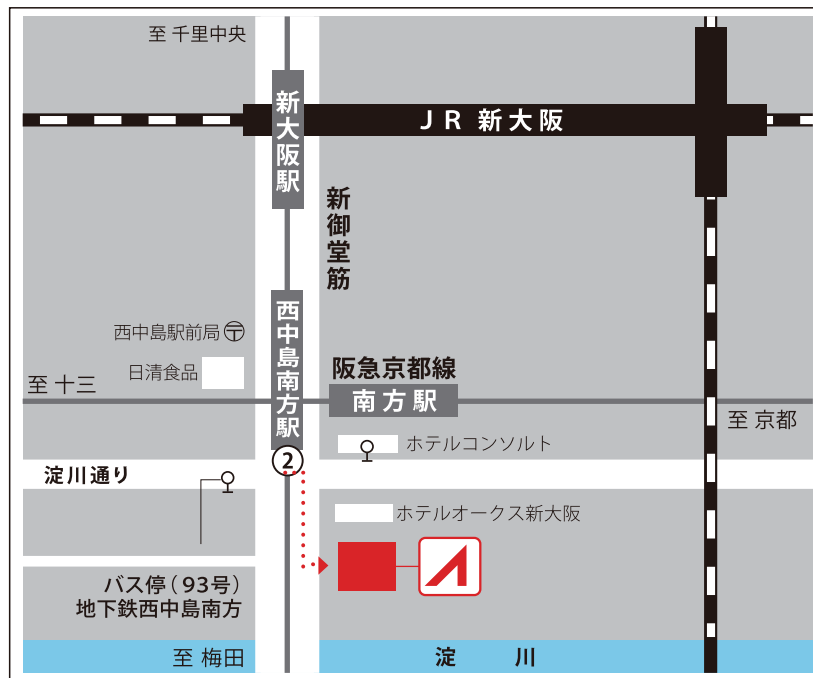 至 千里中央
新大阪駅
JR 新大阪
新御堂筋
西中島南方駅
西中島駅前局 〒
日清食品
至 十三
阪急京都線
南方駅
至 京都
ホテルコンソルト
2
淀川通り
ホテルオークス新大阪
バス停(93号)
地下鉄西中島南方
至 梅田
淀 川